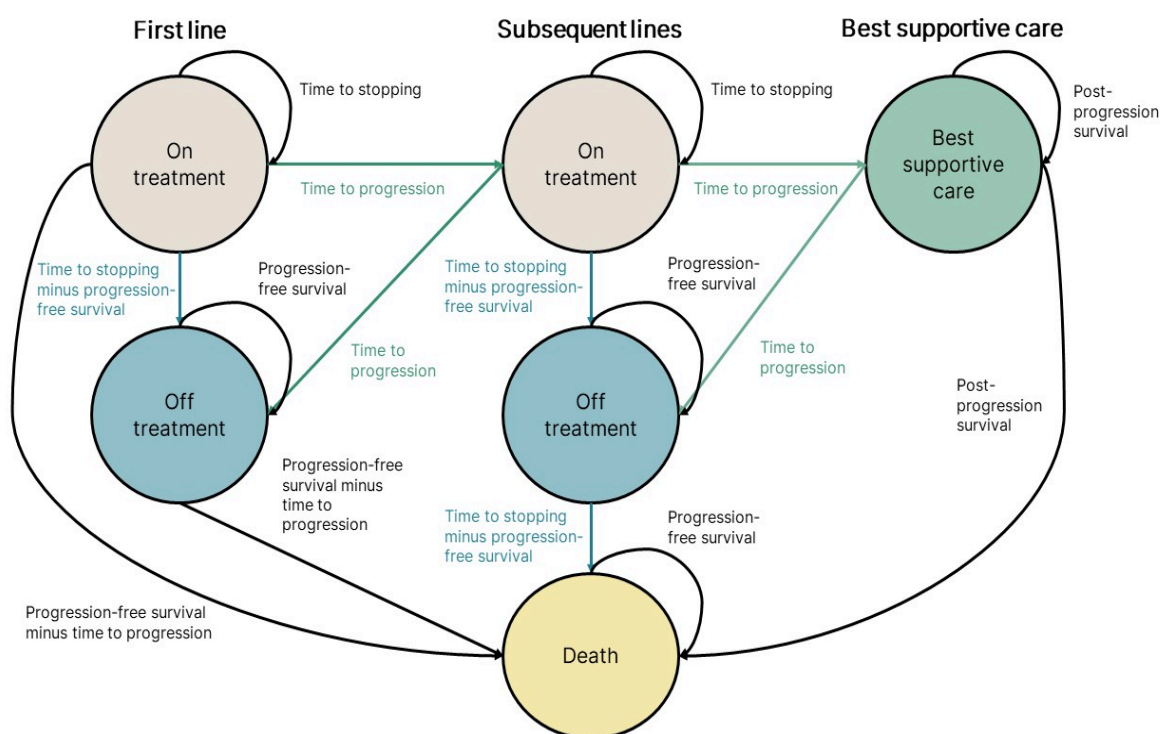 First line
Subsequent lines
Best supportive care
Time to stopping
Time to stopping
Post-
progression
survival
On
treatment
On
treatment
Best
supportive
care
Time to progression
Time to progression
Time to stopping
minus progression-
free survival
Progression-
free survival
Time to stopping
minus progression-
free survival
Progression-
free survival
Time to
progression
Time to
progression
Off
treatment
Off
treatment
Post-
progression
survival
Progression-free
survival minus
time to
progression
Time to stopping
minus progression-
free survival
Progression-
free survival
Progression-free survival
minus time to progression
Death